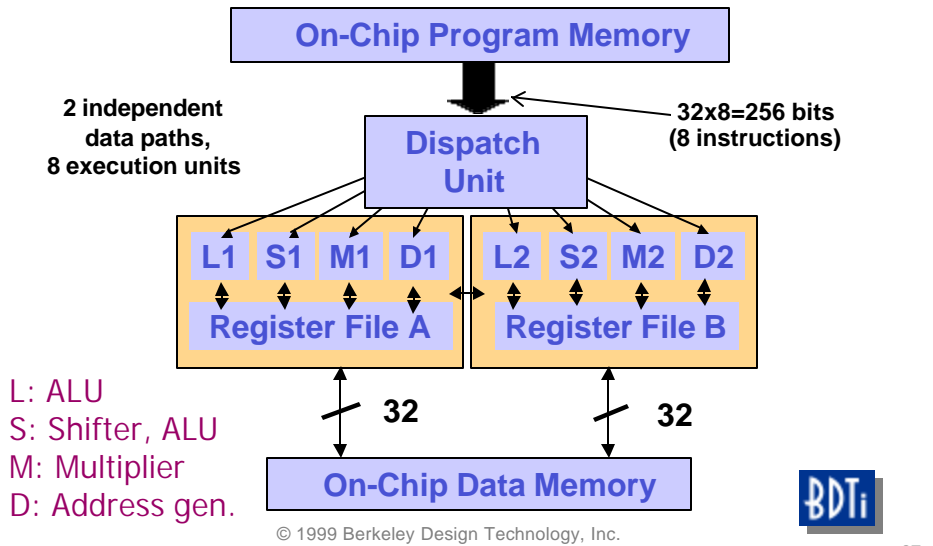 On-Chip Program Memory
2 independent
data paths,
8 execution units
32x8=256 bits
(8 instructions)
Dispatch
Unit
L1 S1 M1 D1 L2 S2 M2 D2
Register File A Register File B
L: ALU
S: Shifter, ALU
M: Multiplier
D: Address gen.
32 32
On-Chip Data Memory
© 1999 Berkeley Design Technology, Inc.
BDTi